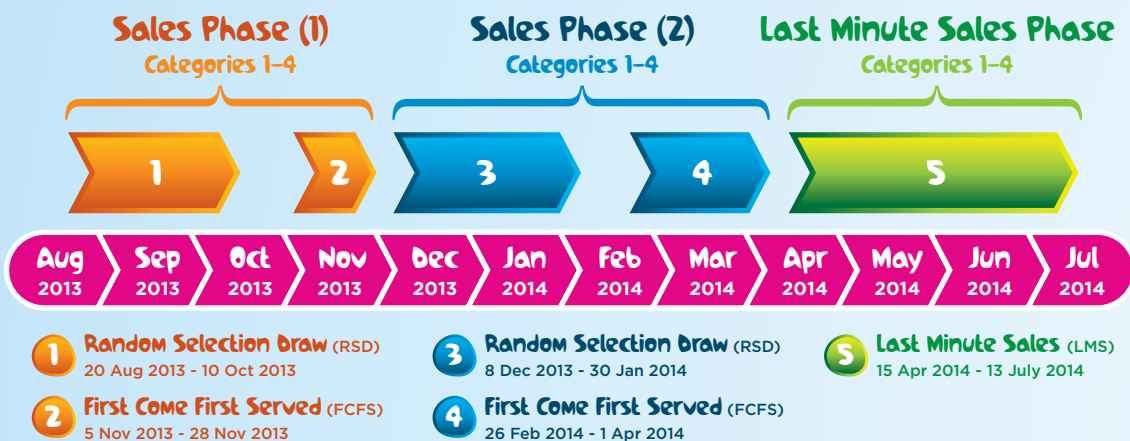 Sales Phase (1)
Categories 1–4
Sales Phase (2)
Categories 1–4
Last Minute Sales Phase
Categories 1–4
1
2
3
4
5
Aug
2013
Sep
2013
Oct
2013
Nov
2013
Dec
2013
Jan
2014
Feb
2014
Mar
2014
Apr
2014
May
2014
Jun
2014
Jul
2014
1 Random Selection Draw (RSD)
20 Aug 2013 - 10 Oct 2013
2 First Come First Served (FCFS)
5 Nov 2013 - 28 Nov 2013
3 Random Selection Draw (RSD)
8 Dec 2013 - 30 Jan 2014
4 First Come First Served (FCFS)
26 Feb 2014 - 1 Apr 2014
5 Last Minute Sales (LMS)
15 Apr 2014 - 13 July 2014